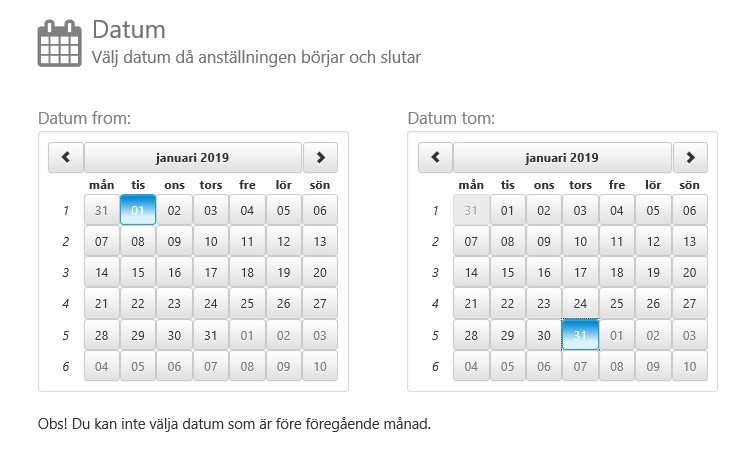 Datum
Välj datum då anställningen börjar och slutar
Datum from:
januari 2019
mån tis ons tors fre lör sön
1 31 01 02 03 04 05 06
2 07 08 09 10 11 12 13
3 14 15 16 17 18 19 20
4 21 22 23 24 25 26 27
5 28 29 30 31 01 02 03
6 04 05 06 07 08 09 10
Datum tom:
januari 2019
mån tis ons tors fre lör sön
1 31 01 02 03 04 05 06
2 07 08 09 10 11 12 13
3 14 15 16 17 18 19 20
4 21 22 23 24 25 26 27
5 28 29 30 31 01 02 03
6 04 05 06 07 08 09 10
Obs! Du kan inte välja datum som är före föregående månad.